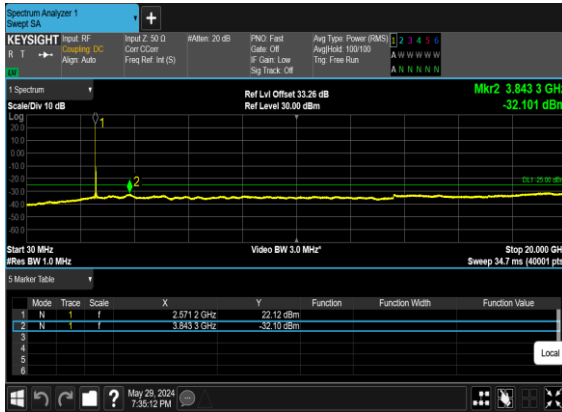 Spectrum Analyzer 1
Swept SA
+
KEYSIGHT Input: RF Input Z: 50 Ω #Atten: 20 dB PNO: Fast Avg Type: Power (RMS) 1 2 3 4 5 6
R T Coupling: DC Corr CCorr Gate: Off Avg|Hold: 100/100 A W W W W W
Align: Auto Freq Ref: Int (S) IF Gain: Low Trig: Free Run
Sig Track: Off A N N N N N
LXI
1 Spectrum Ref Lvl Offset 33.26 dB Mkr2 3.843 3 GHz
Scale/Div 10 dB Ref Level 30.00 dBm -32.101 dBm
Log
1
20.0
10.0
0.00
-10.0
-20.0
2 DL1 -25.00 dB
-30.0
-40.0
-50.0
-60.0
Start 30 MHz Video BW 3.0 MHz* Stop 20.000 GH
#Res BW 1.0 MHz Sweep 34.7 ms (40001 pts
5 Marker Table
Mode Trace Scale X Y Function Function Width Function Value
1 N 1 f 2.571 2 GHz 22.12 dBm
2 N 1 f 3.843 3 GHz -32.10 dBm
3
4
5
6
Local
? May 29, 2024
7:35:12 PM